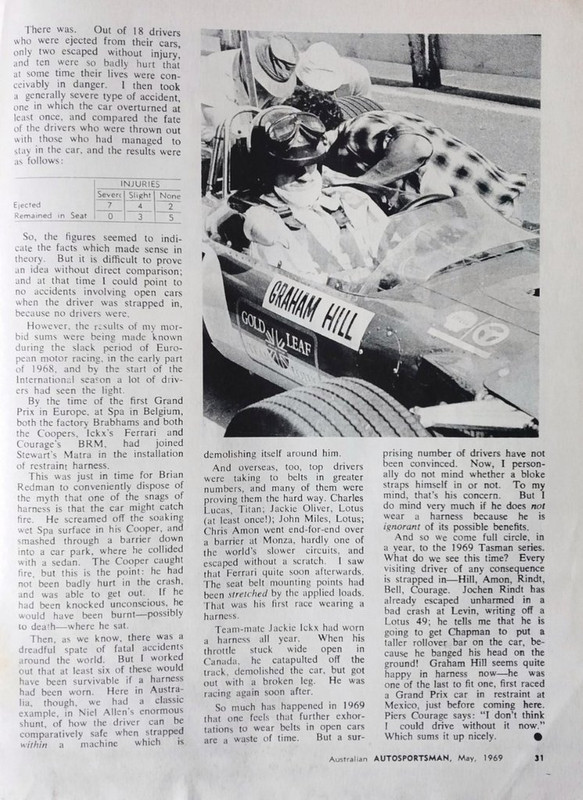 There was. Out of 18 drivers
who were ejected from their cars,
only two escaped without injury,
and ten were so badly hurt that
at some time their lives were con-
ceivably in danger. I then took
a generally severe type of accident,
one in which the car overturned at
least once, and compared the fate
of the drivers who were thrown out
with those who had managed to
stay in the car, and the results were
as follows:
INJURIES
Severe Slight None
Ejected 7 4 2
Remained in Seat 0 3 5
So, the figures seemed to indi-
cate the facts which made sense in
theory. But it is difficult to prove
an idea without direct comparison;
and at that time I could point to
no accidents involving open cars
when the driver was strapped in,
because no drivers were.
However, the results of my mor-
bid sums were being made known
during the slack period of Euro-
pean motor racing, in the early part
of 1968, and by the start of the
International season a lot of driv-
ers had seen the light.
By the time of the first Grand
Prix in Europe, at Spa in Belgium,
both the factory Brabhams and both
the Coopers, Ickx's Ferrari and
Courage's BRM, had joined
Stewart's Matra in the installation
of restraint harness.
This was just in time for Brian
Redman to conveniently dispose of
the myth that one of the snags of
harness is that the car might catch
fire. He screamed off the soaking
wet Spa surface in his Cooper, and
smashed through a barrier down
into a car park, where he collided
with a sedan. The Cooper caught
fire, but this is the point: he had
not been badly hurt in the crash,
and was able to get out. If he
had been knocked unconscious, he
would have been burnt—possibly
to death—where he sat.
Then, as we know, there was a
dreadful spate of fatal accidents
around the world. But I worked
out that at least six of these would
have been survivable if a harness
had been worn. Here in Austra-
lia, though, we had a classic
example, in Niel Allen's enormous
shunt, of how the driver can be
comparatively safe when strapped
within a machine which is
GRAHAM HILL
GOLD LEAF
demolishing itself around him.
And overseas, too, top drivers
were taking to belts in greater
numbers, and many of them were
proving them the hard way. Charles
Lucas, Titan; Jackie Oliver, Lotus
(at least once!); John Miles, Lotus;
Chris Amon went end-for-end over
a barrier at Monza, hardly one of
the world's slower circuits, and
escaped without a scratch. I saw
that Ferrari quite soon afterwards.
The seat belt mounting points had
been stretched by the applied loads.
That was his first race wearing a
harness.
Team-mate Jackie Ickx had worn
a harness all year. When his
throttle stuck wide open in
Canada, he catapulted off the
track, demolished the car, but got
out with a broken leg. He was
racing again soon after.
So much has happened in 1969
that one feels that further exhor-
tations to wear belts in open cars
are a waste of time. But a sur-
prising number of drivers have not
been convinced. Now, I person-
ally do not mind whether a bloke
straps himself in or not. To my
mind, that's his concern. But I
do mind very much if he does not
wear a harness because he is
ignorant of its possible benefits.
And so we come full circle, in
a year, to the 1969 Tasman series.
What do we see this time? Every
visiting driver of any consequence
is strapped in—Hill, Amon, Rindt,
Bell, Courage. Jochen Rindt has
already escaped unharmed in a
bad crash at Levin, writing off a
Lotus 49; he tells me that he is
going to get Chapman to put a
taller rollover bar on the car, be-
cause he banged his head on the
ground! Graham Hill seems quite
happy in harness now—he was
one of the last to fit one, first raced
a Grand Prix car in restraint at
Mexico, just before coming here.
Piers Courage says: "I don't think
I could drive without it now."
Which sums it up nicely. ●
Australian AUTOSPORTSMAN, May, 1969 31